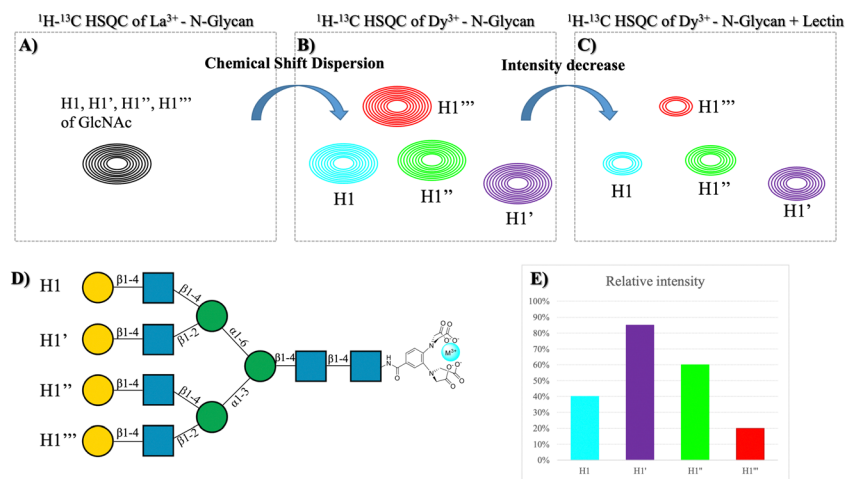 ¹H-¹³C HSQC of La³⁺ - N-Glycan
¹H-¹³C HSQC of Dy³⁺ - N-Glycan
¹H-¹³C HSQC of Dy³⁺ - N-Glycan + Lectin
A)
B)
C)
Chemical Shift Dispersion
Intensity decrease
H1, H1’, H1’’, H1’’’
of GlcNAc
H1’’’
H1
H1’’
H1’
H1’’’
H1
H1’’
H1’
D)
H1
β1-4
β1-4
H1’
β1-4
β1-2
α1-6
β1-4
β1-4
H1’’
β1-4
β1-4
α1-3
H1’’’
β1-4
β1-2
HN
O
N
O
O
O⁻
O
M³⁺
O⁻
O
N
O
O
E)
Relative intensity
100%
90%
80%
70%
60%
50%
40%
30%
20%
10%
0%
H1
H1'
H1''
H1'''